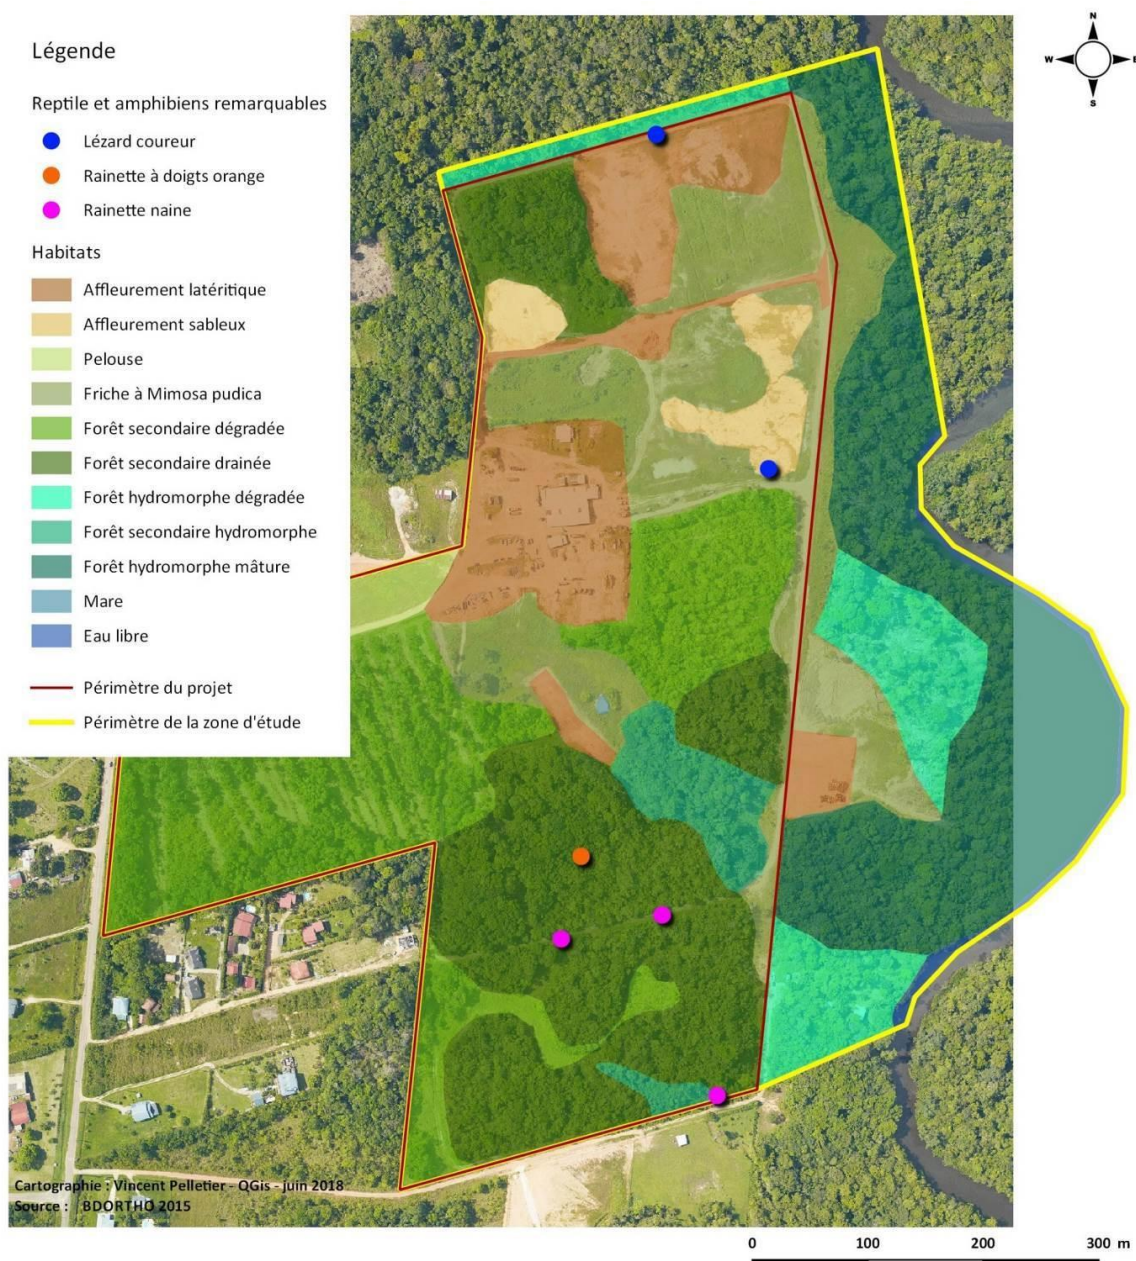 Légende
Reptile et amphibiens remarquables
Lézard coureur
Rainette à doigts orange
Rainette naine
Habitats
Affleurement latéritique
Affleurement sableux
Pelouse
Friche à Mimosa pudica
Forêt secondaire dégradée
Forêt secondaire drainée
Forêt hydromorphe dégradée
Forêt secondaire hydromorphe
Forêt hydromorphe mâture
Mare
Eau libre
Périmètre du projet
Périmètre de la zone d'étude
N
W E
S
Cartographie : Vincent Pelletier - QGis - juin 2018
Source : BDORTHO 2015
0 100 200 300 m